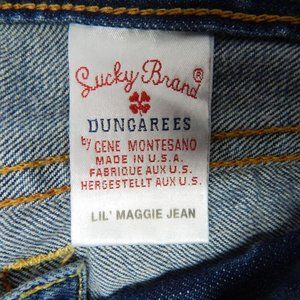 Lucky Brand®
DUNGAREES
by GENE MONTESANO
MADE IN U.S.A.
FABRIQUE AUX U.S.
HERGESTELLT AUX U.S.
LIL' MAGGIE JEAN